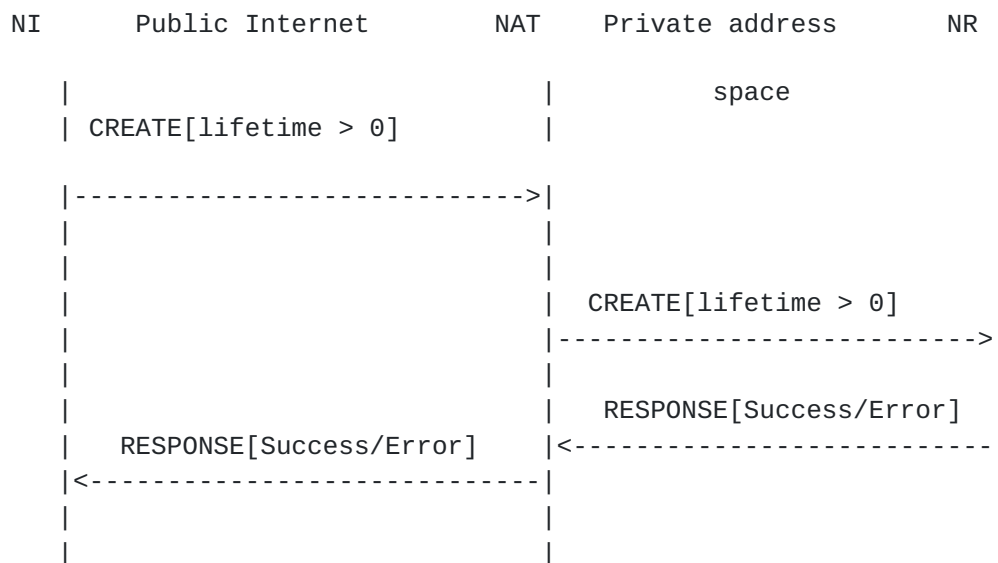 NI      Public Internet        NAT    Private address       NR
   |                              |          space
   | CREATE[lifetime > 0]         |
   |----------------------------->|
   |                              |
   |                              |
   |                              |  CREATE[lifetime > 0]
   |                              |--------------------------->
   |                              |
   |                              |   RESPONSE[Success/Error]
   |   RESPONSE[Success/Error]    |<---------------------------
   |<-----------------------------|
   |                              |
   |                              |